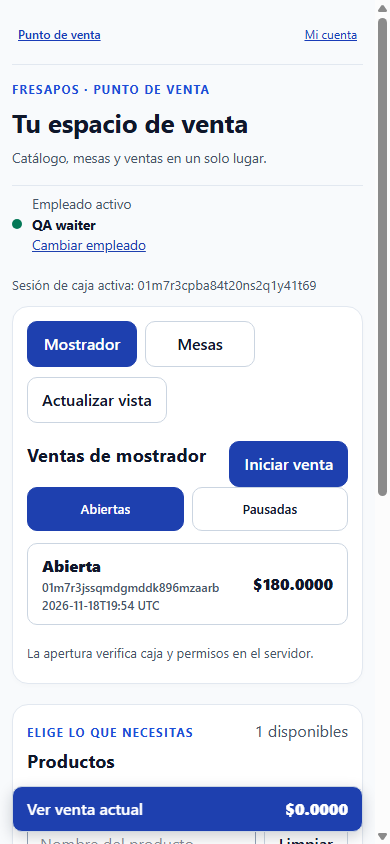 Punto de venta
Mi cuenta
FRESAPOS · PUNTO DE VENTA
Tu espacio de venta
Catálogo, mesas y ventas en un solo lugar.
Empleado activo
QA waiter
Cambiar empleado
Sesión de caja activa: 01m7r3cpba84t20ns2q1y41t69
Mostrador
Mesas
Actualizar vista
Ventas de mostrador
Iniciar venta
Abiertas
Pausadas
Abierta
01m7r3jssqmdgmddk896mzaarb
2026-11-18T19:54 UTC
$180.0000
La apertura verifica caja y permisos en el servidor.
ELIGE LO QUE NECESITAS
1 disponibles
Productos
Ver venta actual
$0.0000
Nombre del producto
Limpiar